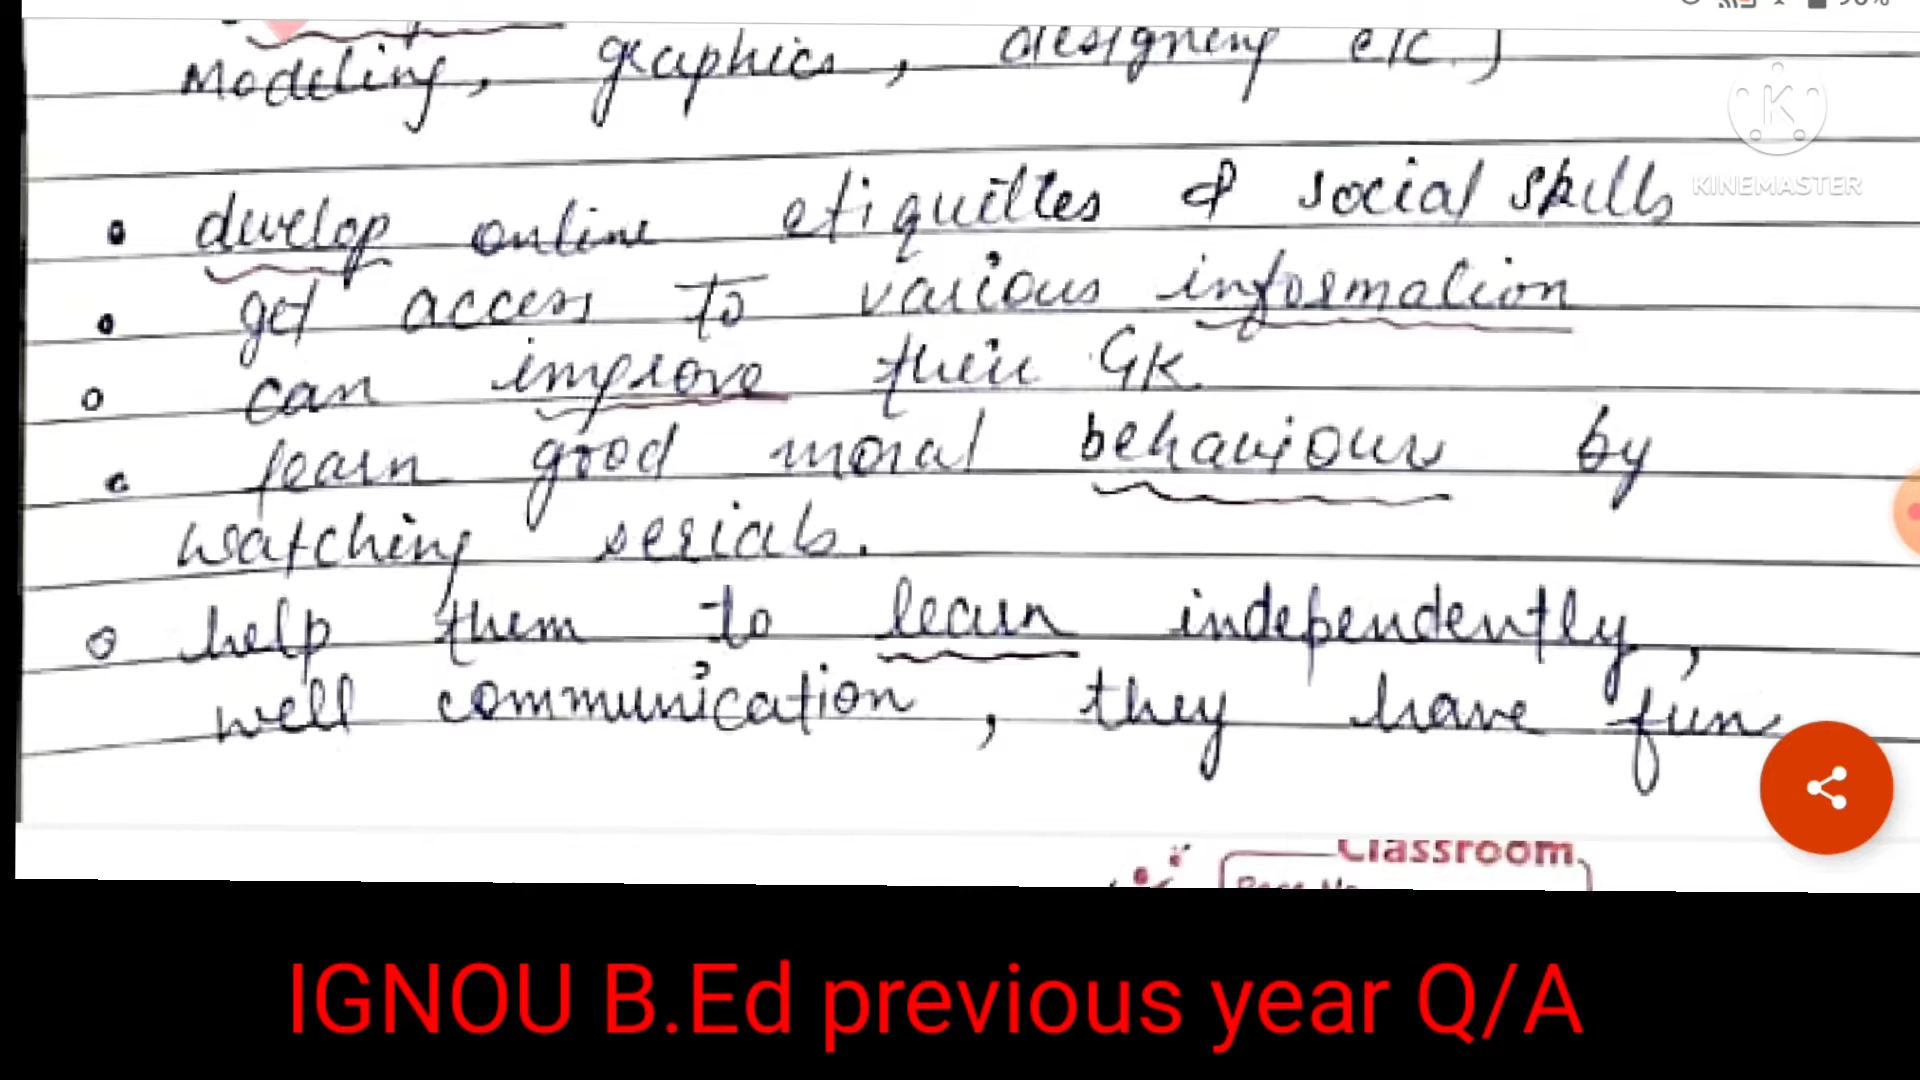 Modeling, graphics, designing etc.)
KINEMASTER
• develop online etiquettes & social skills
• get access to various information
• can improve their GK.
• learn good moral behaviour by
watching serials.
• help them to learn independently,
well communication, they have fun
Classroom
IGNOU B.Ed previous year Q/A